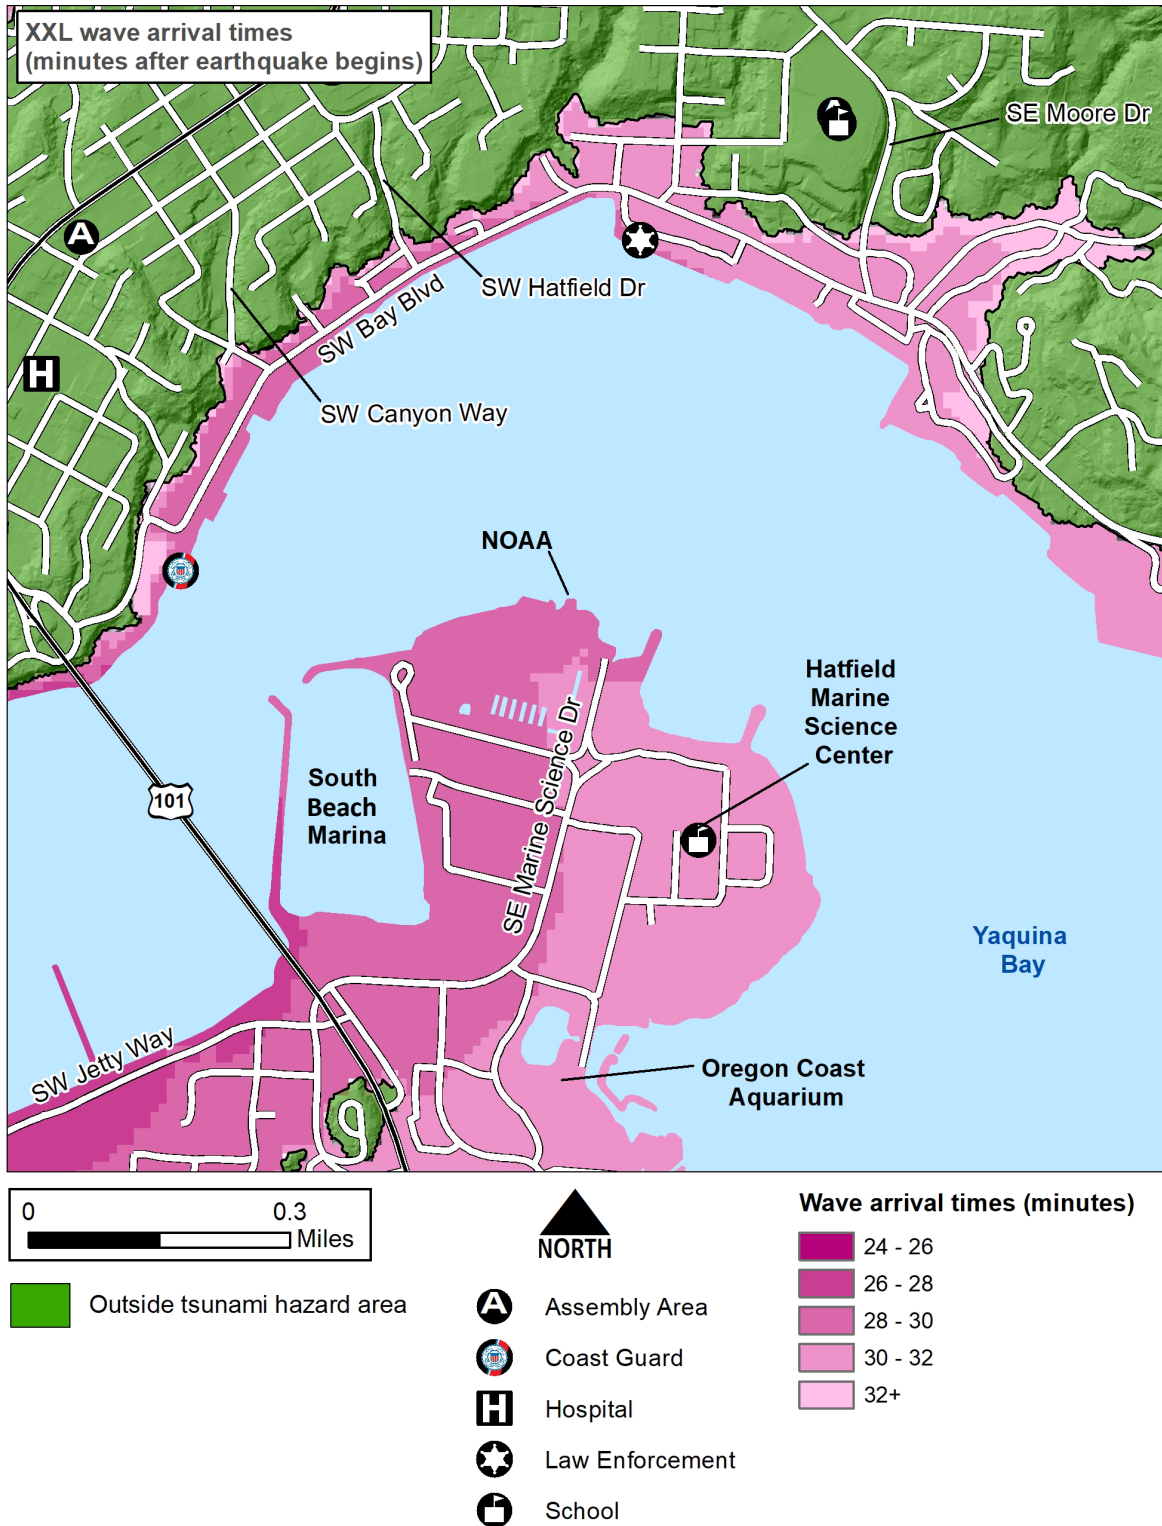 XXL wave arrival times
(minutes after earthquake begins)
SE Moore Dr
A
SW Hatfield Dr
SW Bay Blvd
H
SW Canyon Way
NOAA
Hatfield
Marine
Science
Center
SE Marine Science Dr
101
South
Beach
Marina
Yaquina
Bay
SW Jetty Way
Oregon Coast
Aquarium
0 0.3
Miles
NORTH
Outside tsunami hazard area
A Assembly Area
Coast Guard
H Hospital
Law Enforcement
School
Wave arrival times (minutes)
24 - 26
26 - 28
28 - 30
30 - 32
32+